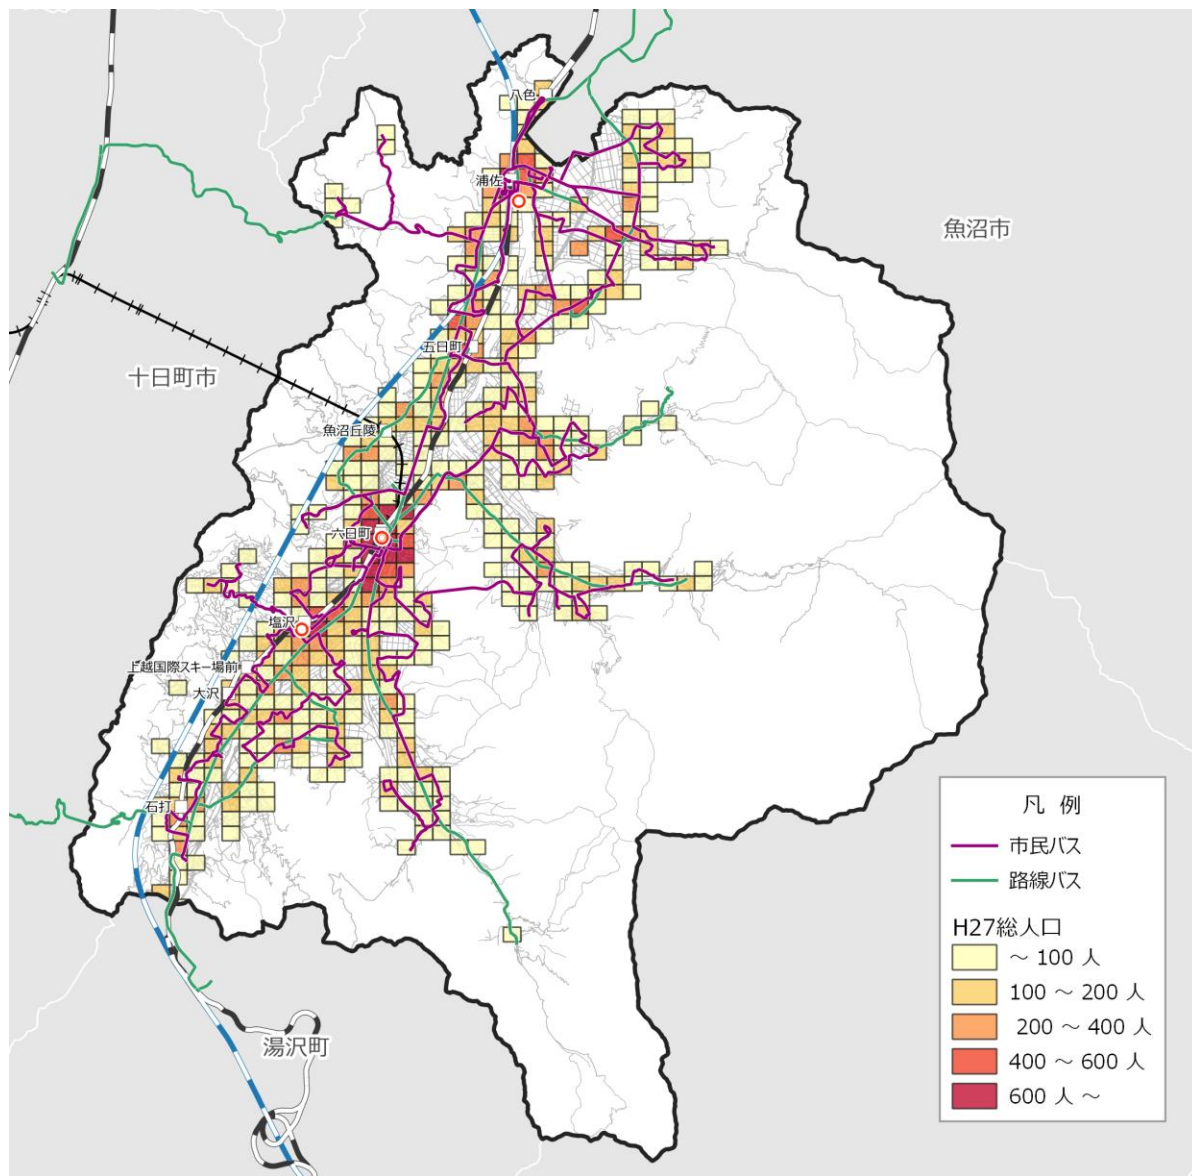 八色
浦佐
魚沼市
五日町
十日町市
魚沼丘陵
六日町
塩沢
上越国際スキー場前
大沢
石打
湯沢町
凡 例
市民バス
路線バス
H27総人口
～ 100 人
100 ～ 200 人
200 ～ 400 人
400 ～ 600 人
600 人 ～